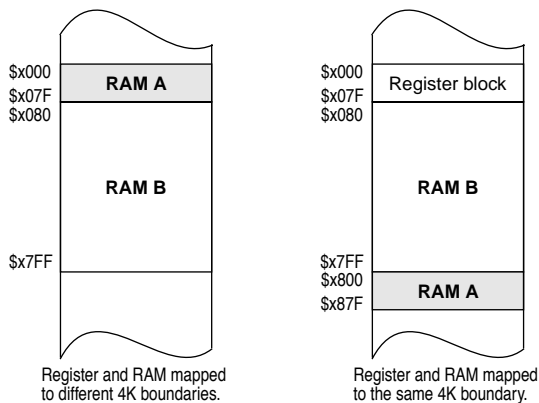 $x000
RAM A
$x07F
$x080
RAM B
$x7FF
Register and RAM mapped
to different 4K boundaries.
$x000
Register block
$x07F
$x080
RAM B
$x7FF
$x800
RAM A
$x87F
Register and RAM mapped
to the same 4K boundary.